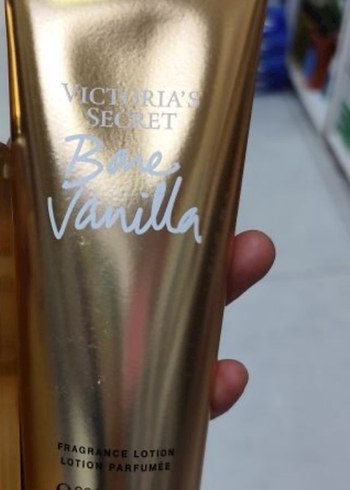 VICTORIA'S
SECRET
Bare
Vanilla
FRAGRANCE LOTION
LOTION PARFUMÉE